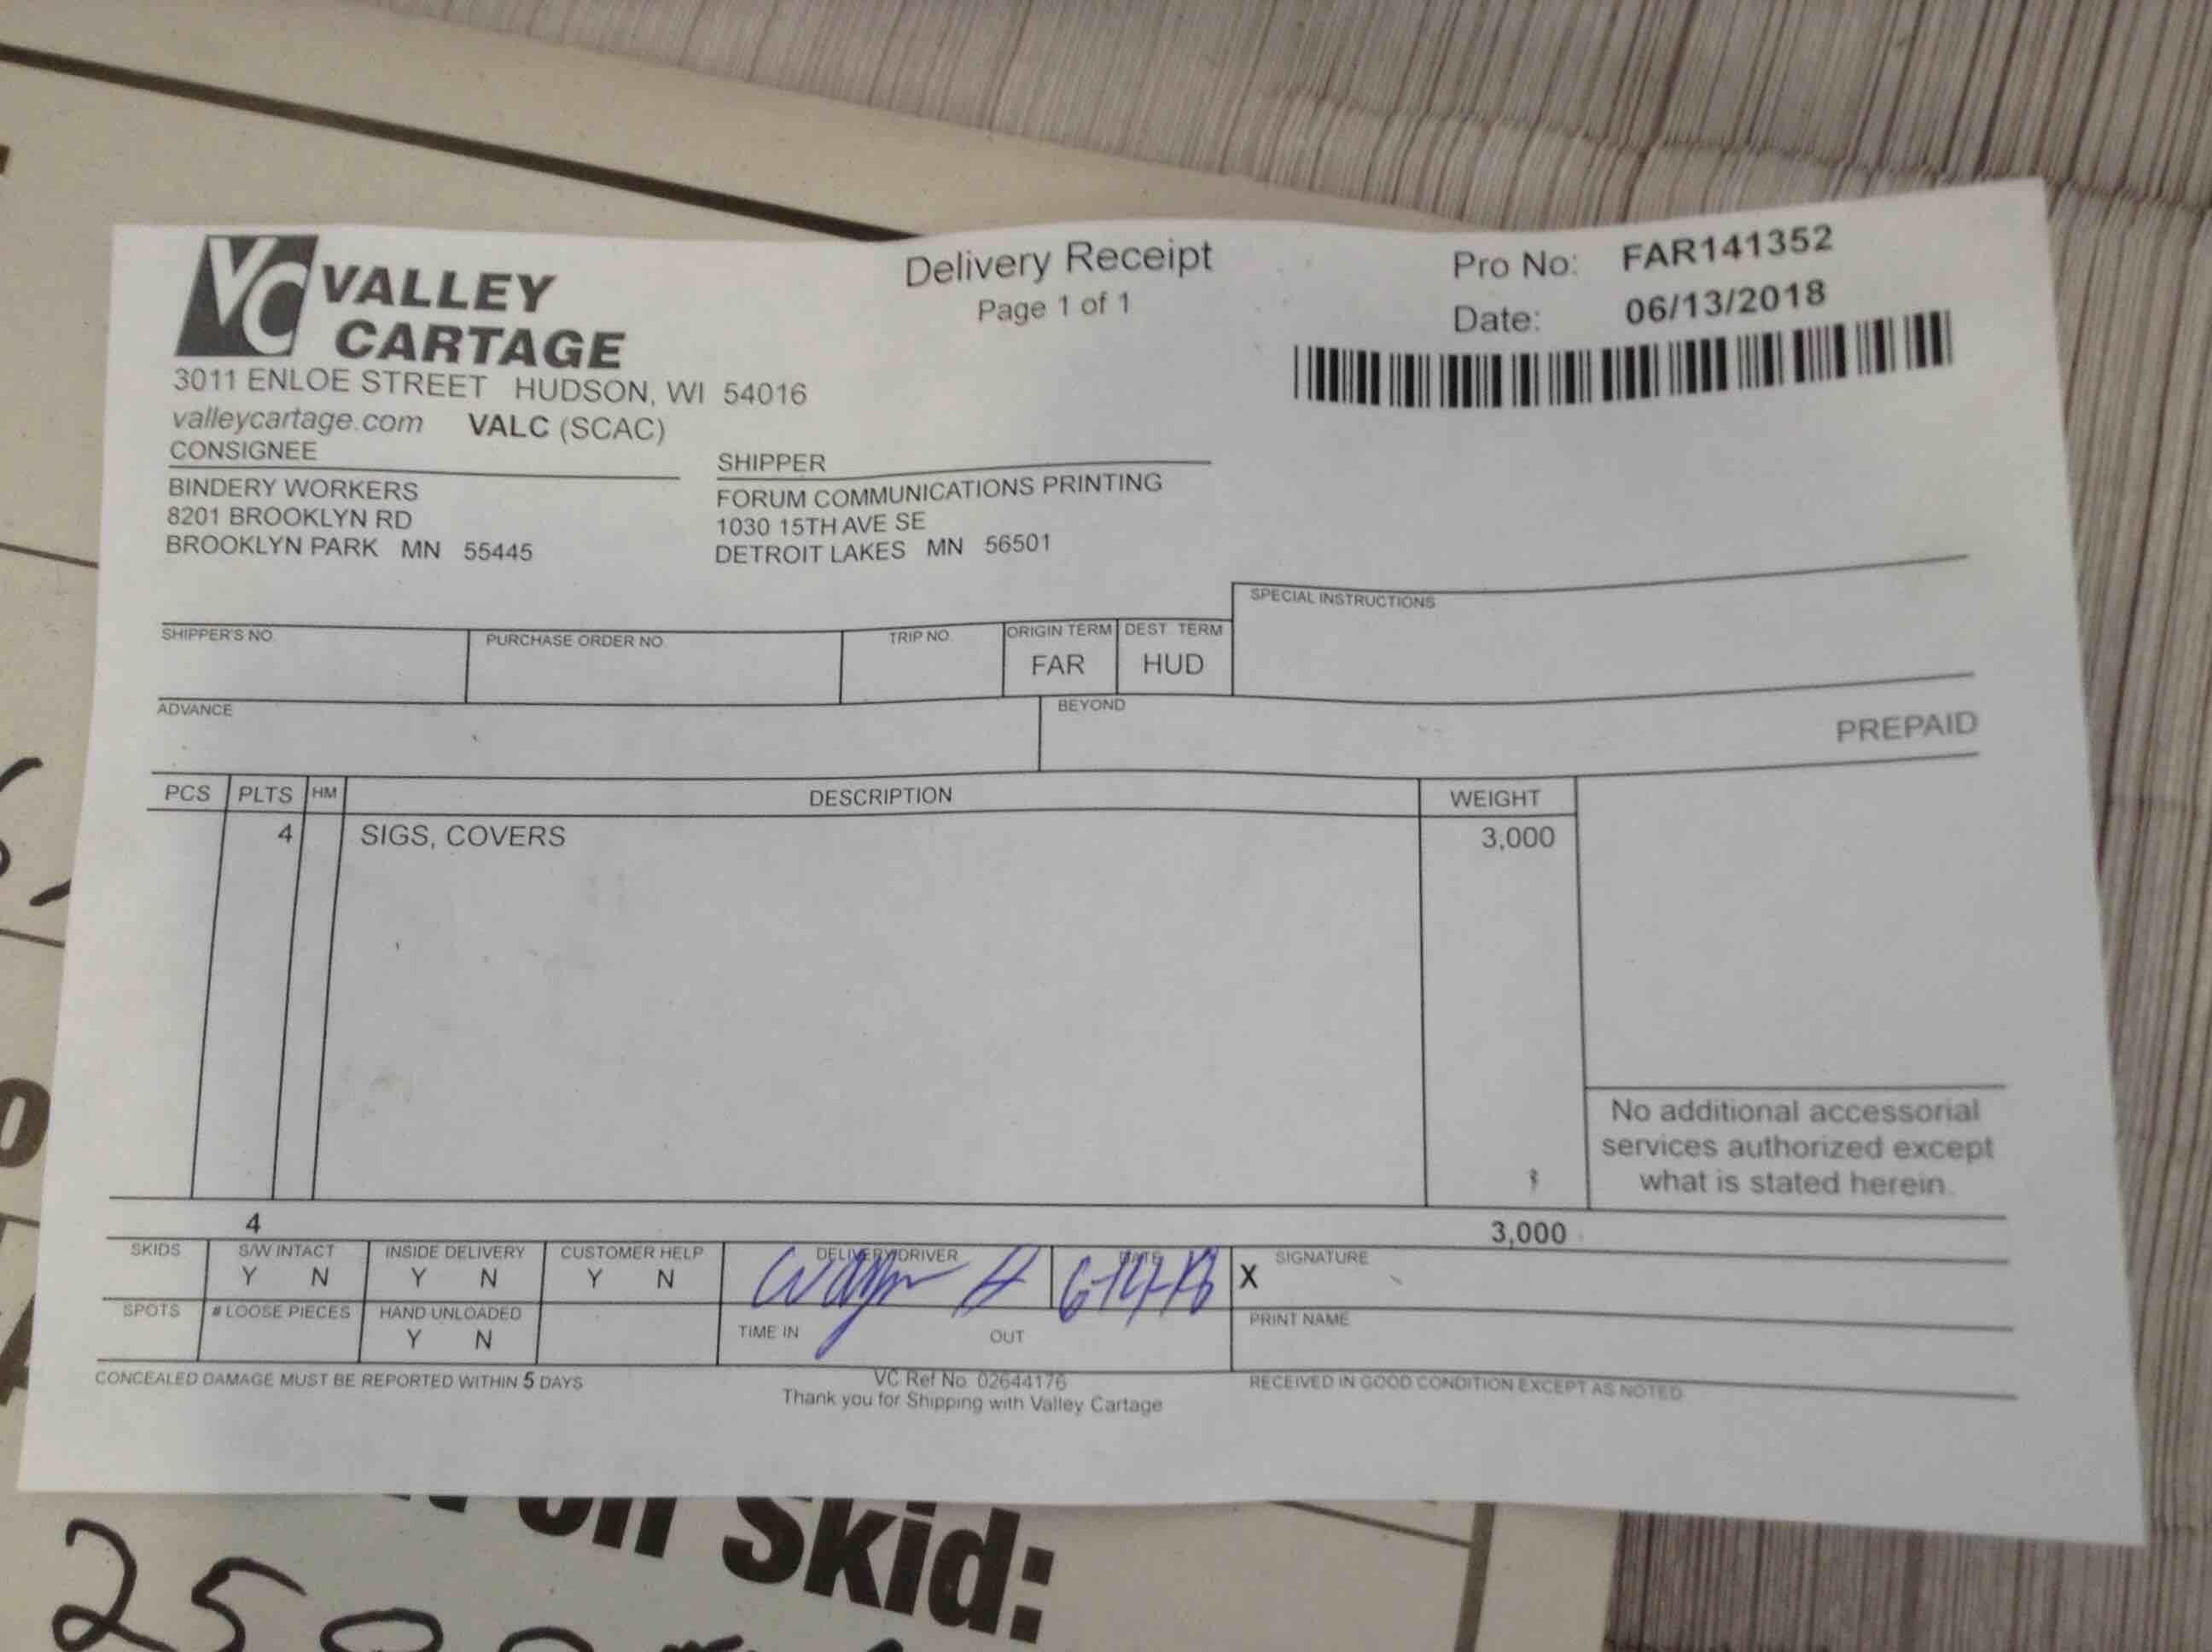 VC VALLEY CARTAGE
3011 ENLOE STREET HUDSON, WI 54016
valleycartage.com VALC (SCAC)
Delivery Receipt
Page 1 of 1
Pro No: FAR141352
Date: 06/13/2018
CONSIGNEE
BINDERY WORKERS
8201 BROOKLYN RD
BROOKLYN PARK MN 55445
SHIPPER
FORUM COMMUNICATIONS PRINTING
1030 15TH AVE SE
DETROIT LAKES MN 56501
SPECIAL INSTRUCTIONS
SHIPPER'S NO. PURCHASE ORDER NO. TRIP NO. ORIGIN TERM DEST. TERM
FAR HUD
ADVANCE BEYOND
PREPAID
PCS PLTS HM DESCRIPTION WEIGHT
4 SIGS, COVERS 3,000
No additional accessorial
services authorized except
what is stated herein.
4 3,000
SKIDS S/W INTACT INSIDE DELIVERY CUSTOMER HELP DELIVERY/DRIVER DATE SIGNATURE
Y N Y N Y N 6-14-18 X
SPOTS # LOOSE PIECES HAND UNLOADED TIME IN OUT PRINT NAME
Y N
CONCEALED DAMAGE MUST BE REPORTED WITHIN 5 DAYS
VC Ref No. 02644176
Thank you for Shipping with Valley Cartage
RECEIVED IN GOOD CONDITION EXCEPT AS NOTED
on Skid: